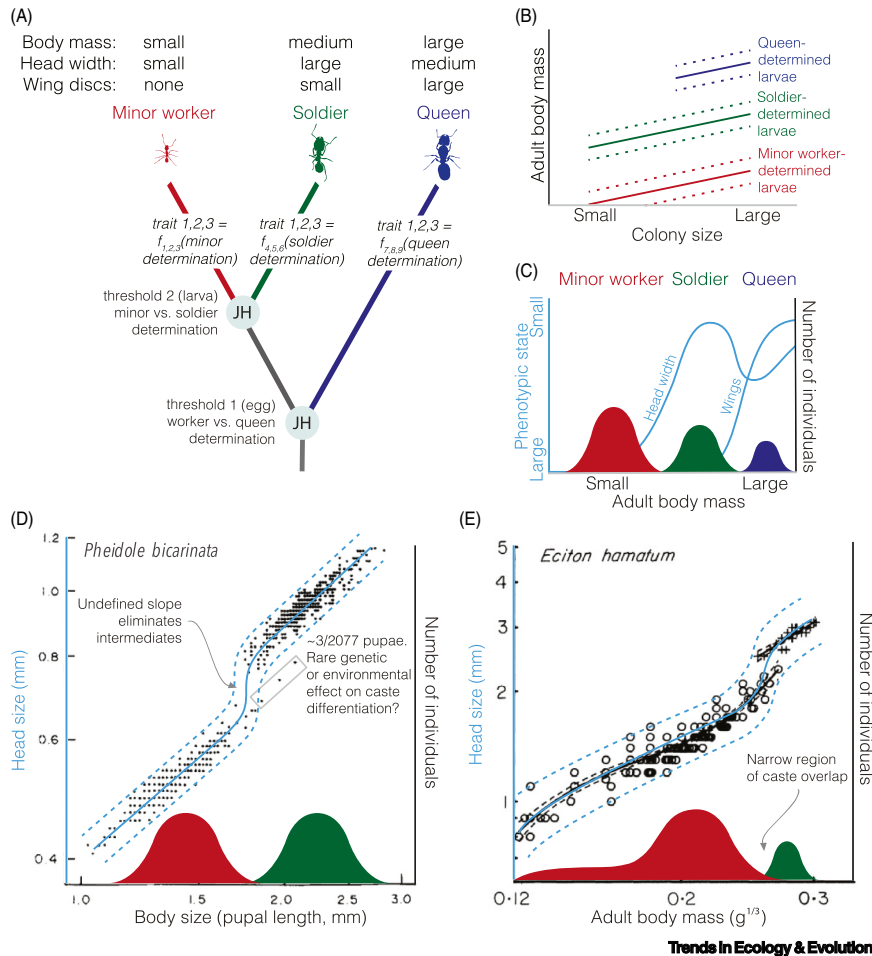 (A)
Body mass: small medium large
Head width: small large medium
Wing discs: none small large
Minor worker Soldier Queen
trait 1,2,3 =
f1,2,3(minor
determination)
trait 1,2,3 =
f4,5,6(soldier
determination)
trait 1,2,3 =
f7,8,9(queen
determination)
threshold 2 (larva)
minor vs. soldier
determination
JH
threshold 1 (egg)
worker vs. queen
determination
JH
(B)
Adult body mass
Queen-
determined
larvae
Soldier-
determined
larvae
Minor worker-
determined
larvae
Small Large
Colony size
(C)
Minor worker Soldier Queen
Phenotypic state
Small
Large
Head width
Wings
Number of individuals
Small Large
Adult body mass
(D)
Pheidole bicarinata
1.2
1.0
0.8
0.6
0.4
Head size (mm)
Undefined slope
eliminates
intermediates
~3/2077 pupae.
Rare genetic
or environmental
effect on caste
differentiation?
Number of individuals
1.0 1.5 2.0 2.5 3.0
Body size (pupal length, mm)
(E)
Eciton hamatum
5
4
3
2
1
Head size (mm)
Narrow region
of caste overlap
Number of individuals
0·12 0·2 0·3
Adult body mass (g1/3)
Trends in Ecology & Evolution